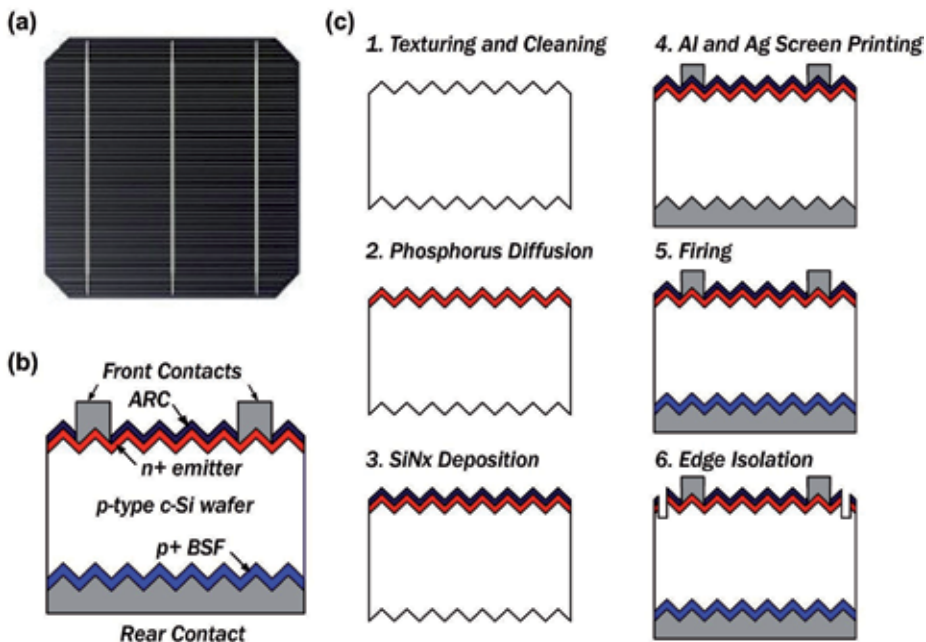 (a)
(b)
Front Contacts
ARC
n+ emitter
p-type c-Si wafer
p+ BSF
Rear Contact
(c)
1. Texturing and Cleaning
2. Phosphorus Diffusion
3. SiNx Deposition
4. Al and Ag Screen Printing
5. Firing
6. Edge Isolation